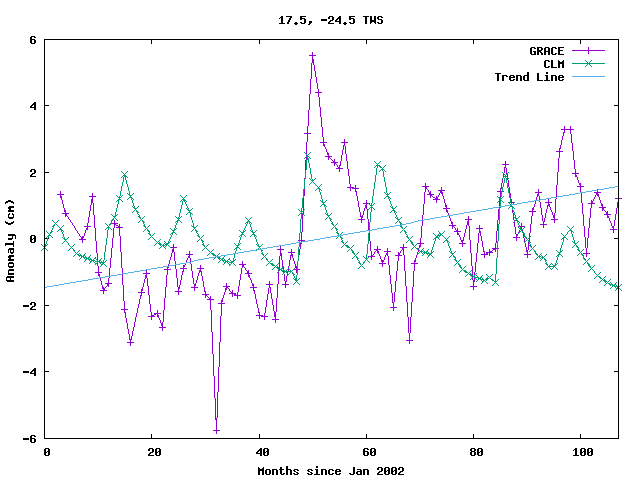 17.5, -24.5 TWS
GRACE
CLM
Trend Line
6
4
2
0
-2
-4
-6
Anomaly (cm)
0 20 40 60 80 100
Months since Jan 2002